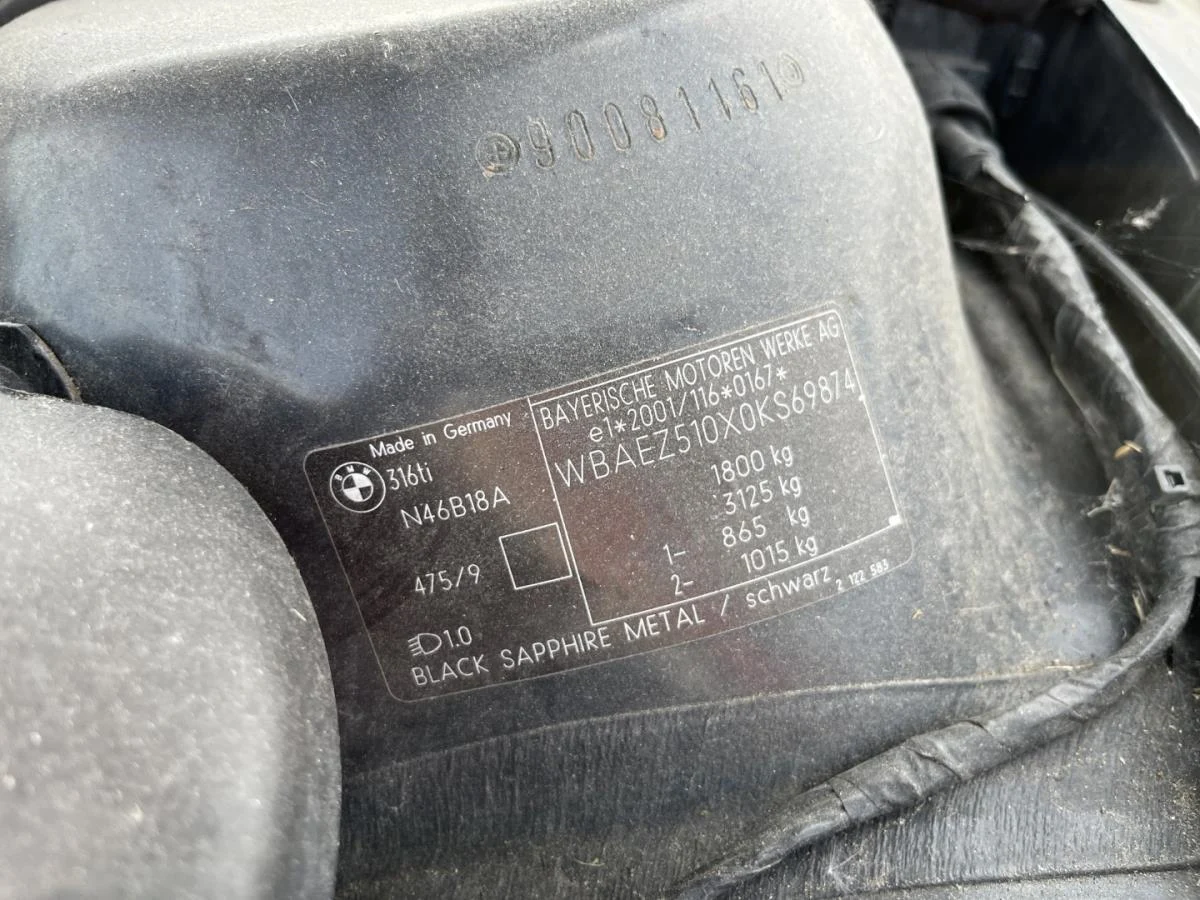 90081161
Made in Germany
316ti
N46B18A
475/9
1.0
BAYERISCHE MOTOREN WERKE AG
e1*2001/116*0167*
WBAEZ510X0KS69874
1800 kg
3125 kg
1- 865 kg
2- 1015 kg
BLACK SAPPHIRE METAL / schwarz
2 122 583